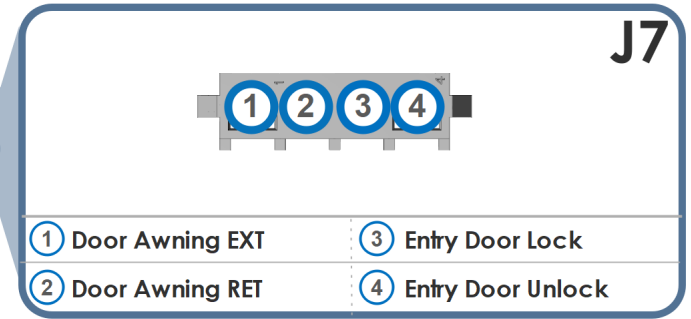 J7
1 2 3 4
1 Door Awning EXT
3 Entry Door Lock
2 Door Awning RET
4 Entry Door Unlock